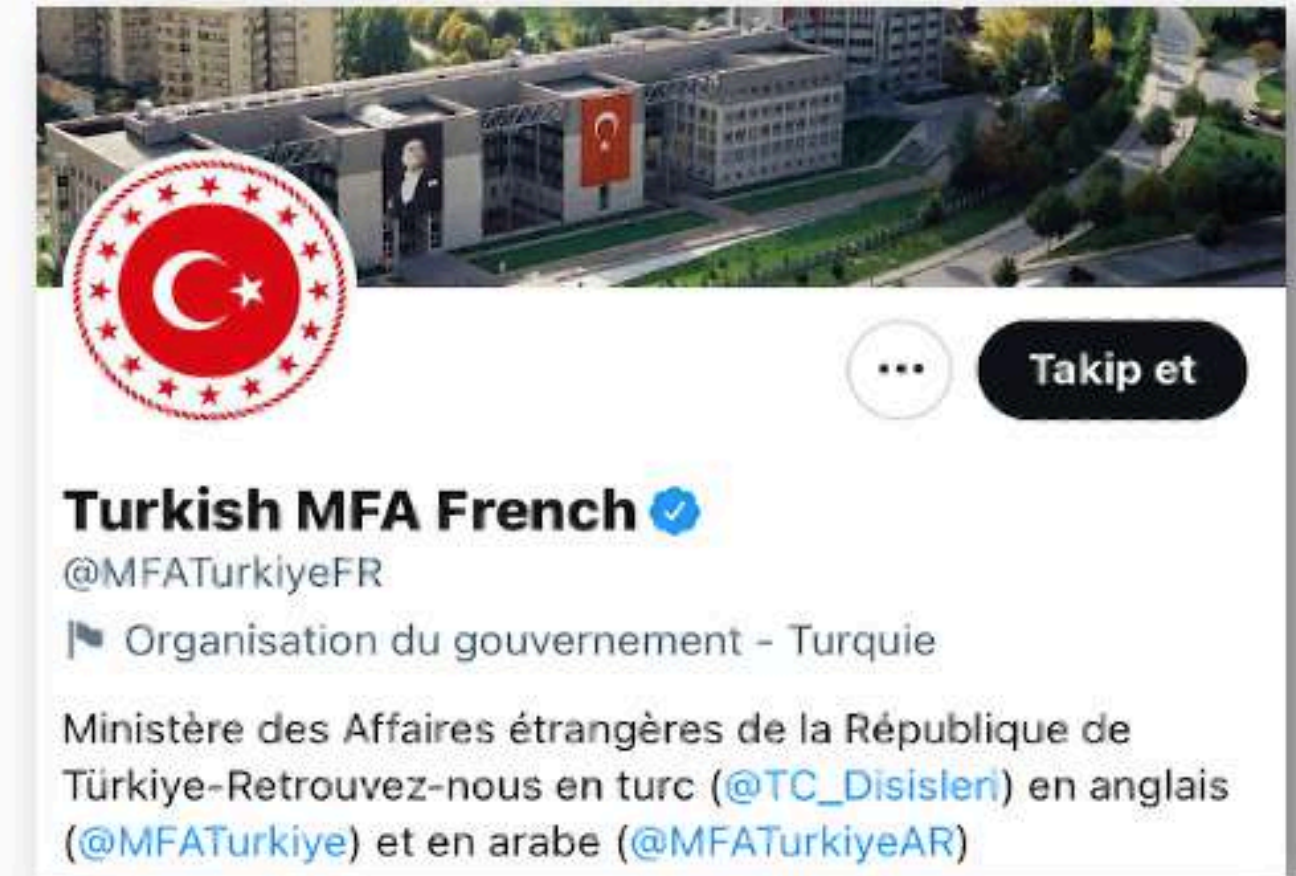 Takip et
Turkish MFA French
@MFATurkiyeFR
Organisation du gouvernement - Turquie
Ministère des Affaires étrangères de la République de
Türkiye-Retrouvez-nous en turc (@TC_Disisleri) en anglais
(@MFATurkiye) et en arabe (@MFATurkiyeAR)